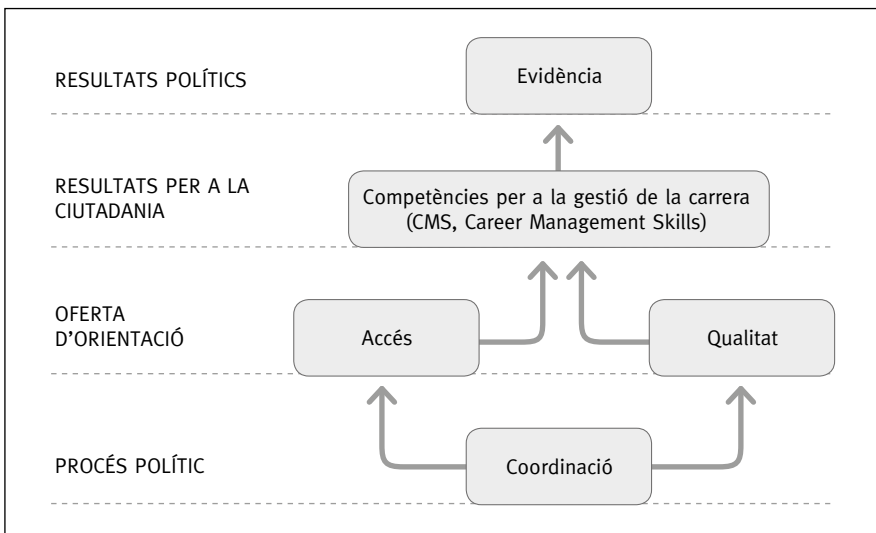 RESULTATS POLÍTICS
Evidència
RESULTATS PER A LA
CIUTADANIA
Competències per a la gestió de la carrera
(CMS, Career Management Skills)
OFERTA
D’ORIENTACIÓ
Accés
Qualitat
PROCÉS POLÍTIC
Coordinació